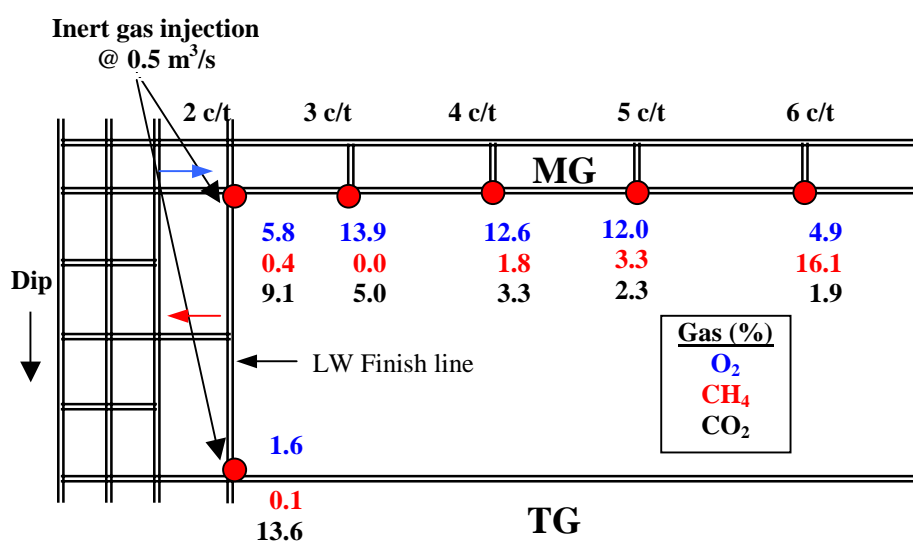 Inert gas injection
@ 0.5 m³/s
2 c/t 3 c/t 4 c/t 5 c/t 6 c/t
MG
5.8 13.9 12.6 12.0 4.9
0.4 0.0 1.8 3.3 16.1
9.1 5.0 3.3 2.3 1.9
Dip
Gas (%)
O₂
CH₄
CO₂
LW Finish line
1.6
0.1
13.6
TG